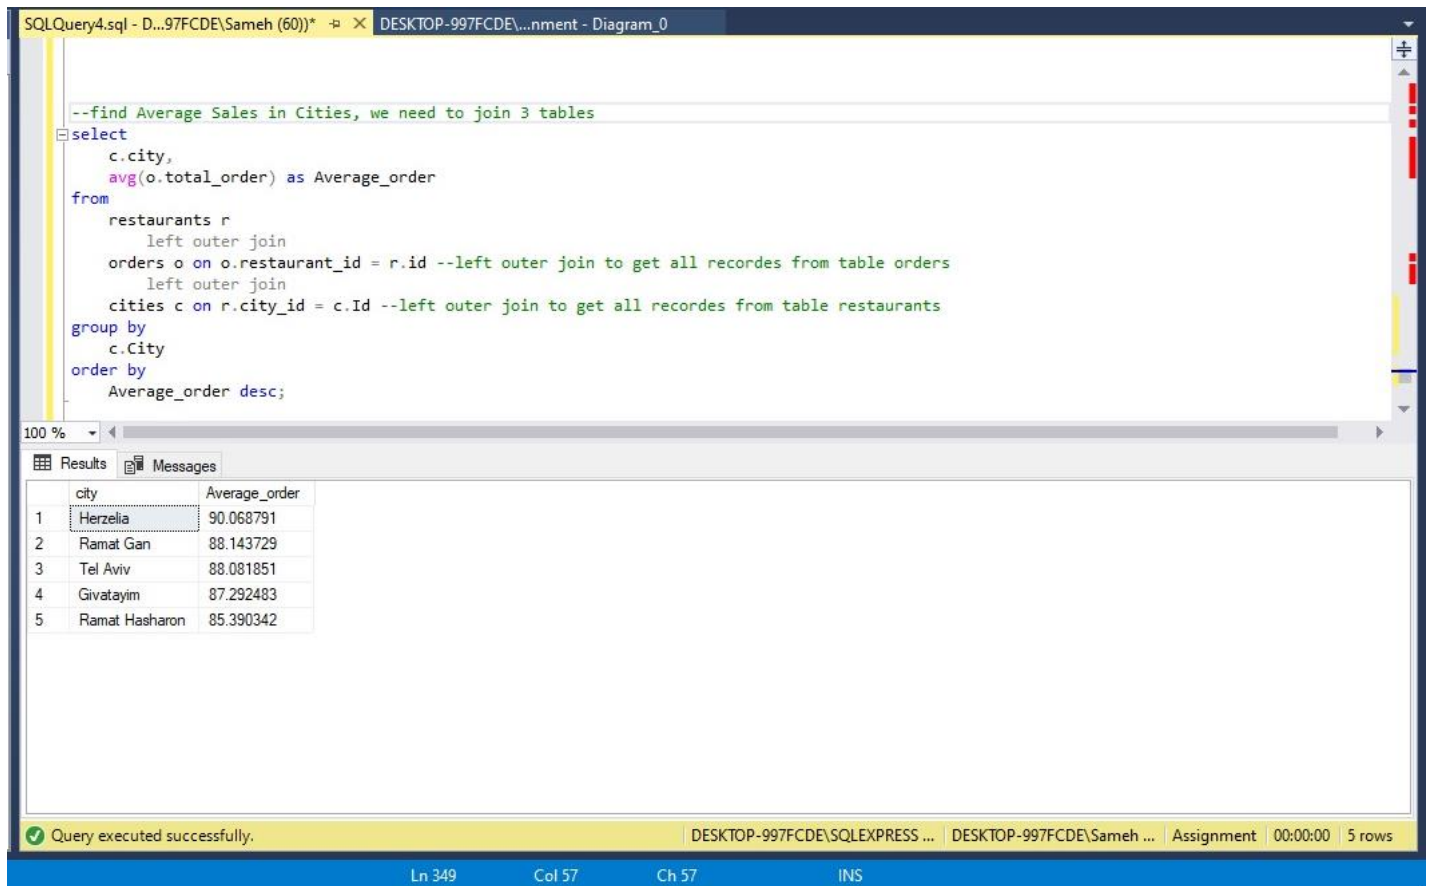 SQLQuery4.sql - D...97FCDE\Sameh (60))* DESKTOP-997FCDE\...nment - Diagram_0
--find Average Sales in Cities, we need to join 3 tables
select
c.city,
avg(o.total_order) as Average_order
from
restaurants r
left outer join
orders o on o.restaurant_id = r.id --left outer join to get all recordes from table orders
left outer join
cities c on r.city_id = c.Id --left outer join to get all recordes from table restaurants
group by
c.City
order by
Average_order desc;
100 %
Results Messages
city Average_order
1 Herzelia 90.068791
2 Ramat Gan 88.143729
3 Tel Aviv 88.081851
4 Givatayim 87.292483
5 Ramat Hasharon 85.390342
Query executed successfully. DESKTOP-997FCDE\SQLEXPRESS ... DESKTOP-997FCDE\Sameh ... Assignment 00:00:00 5 rows
Ln 349 Col 57 Ch 57 INS